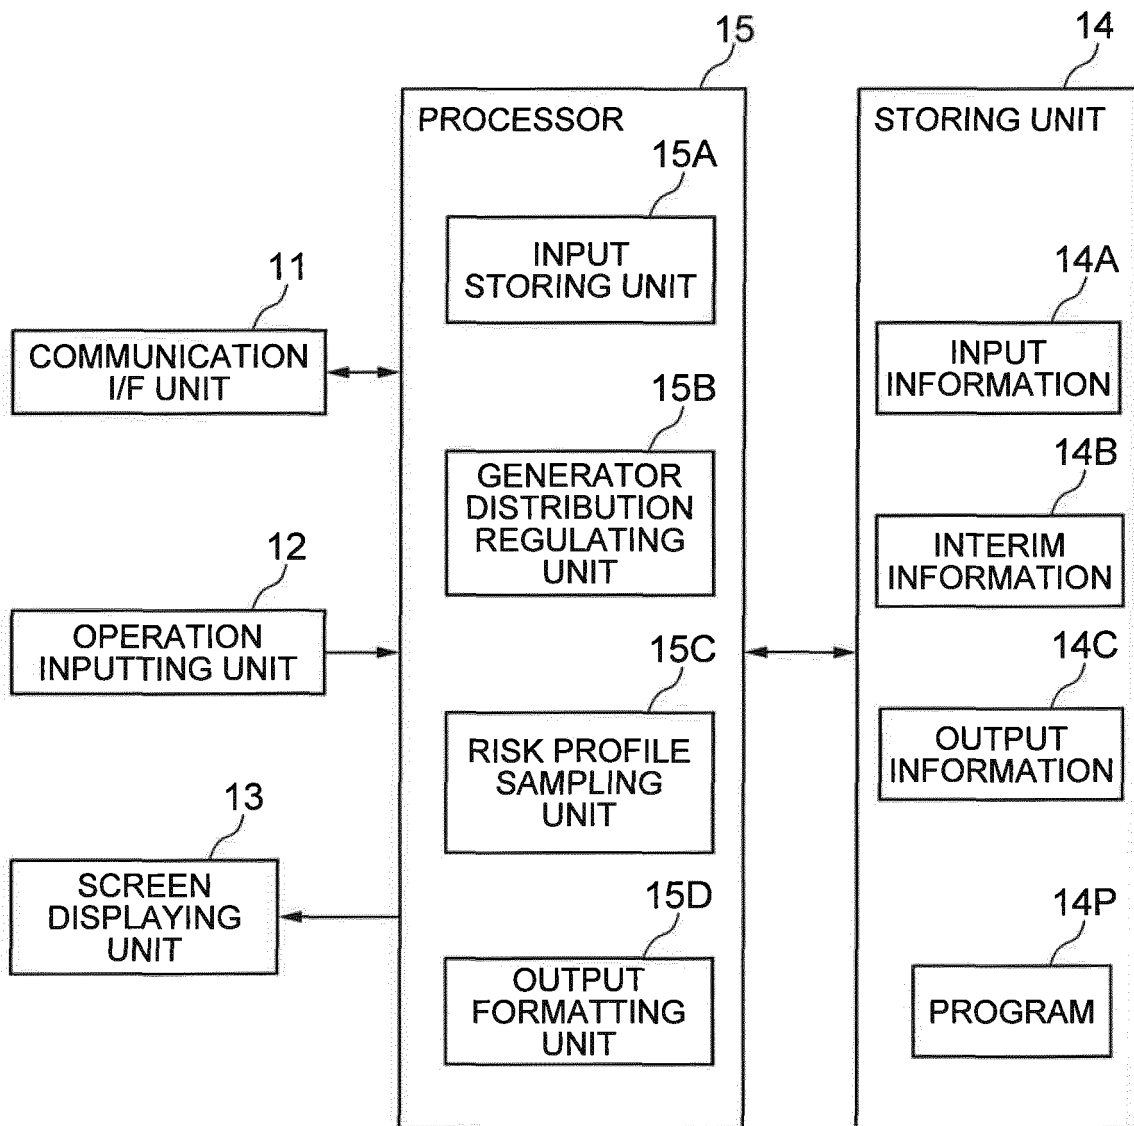 15
14
PROCESSOR
STORING UNIT
15A
INPUT
STORING UNIT
11
14A
COMMUNICATION
I/F UNIT
INPUT
INFORMATION
15B
GENERATOR
DISTRIBUTION
REGULATING
UNIT
14B
INTERIM
INFORMATION
12
OPERATION
INPUTTING UNIT
15C
RISK PROFILE
SAMPLING
UNIT
14C
OUTPUT
INFORMATION
13
SCREEN
DISPLAYING
UNIT
15D
OUTPUT
FORMATTING
UNIT
14P
PROGRAM